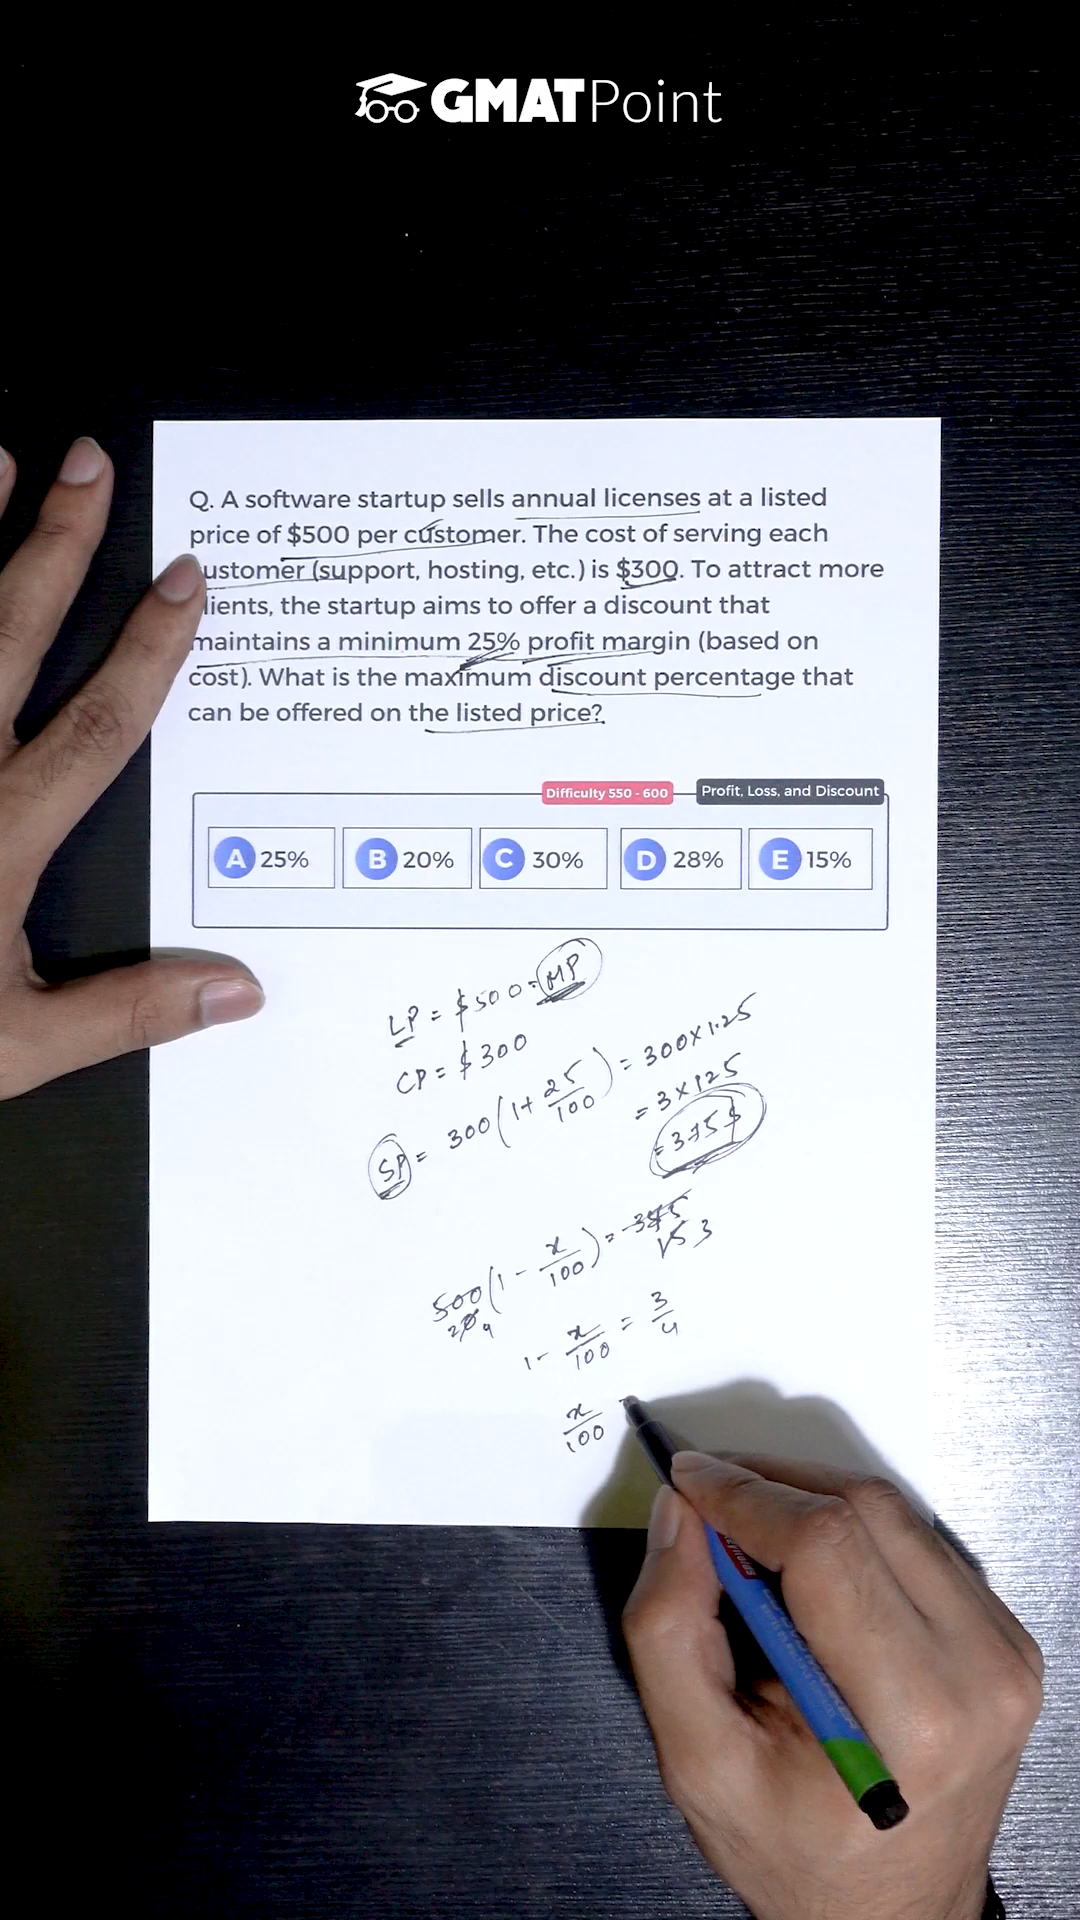 GMATPoint
Q. A software startup sells annual licenses at a listed
price of $500 per customer. The cost of serving each
ustomer (support, hosting, etc.) is $300. To attract more
lients, the startup aims to offer a discount that
maintains a minimum 25% profit margin (based on
cost). What is the maximum discount percentage that
can be offered on the listed price?
Difficulty 550 - 600 Profit, Loss, and Discount
A 25% B 20% C 30% D 28% E 15%
LP = $500 = MP
CP = $300
SP = 300(1+25/100) = 300×1.25
= 3×125
= 375$
500(1 - x/100) = 375
20 4 15 3
1 - x/100 = 3/4
x/100